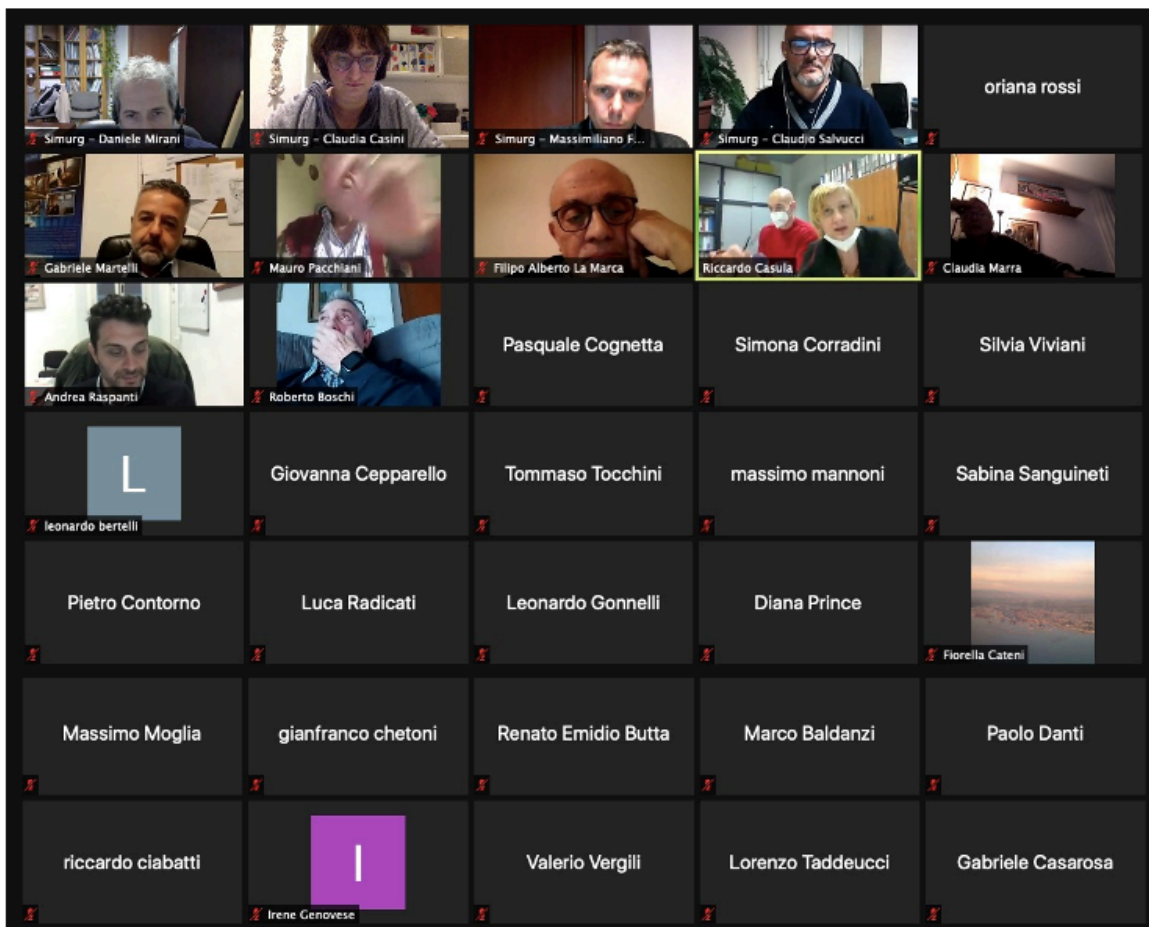 Simurg – Daniele Mirani
Simurg – Claudia Casini
Simurg – Massimiliano F...
Simurg – Claudio Salvucci
oriana rossi
Gabriele Martelli
Mauro Pacchiani
Filipo Alberto La Marca
Riccardo Casula
Claudia Marra
Andrea Raspanti
Roberto Boschi
Pasquale Cognetta
Simona Corradini
Silvia Viviani
L
leonardo bertelli
Giovanna Cepparello
Tommaso Tocchini
massimo mannoni
Sabina Sanguineti
Pietro Contorno
Luca Radicati
Leonardo Gonnelli
Diana Prince
Fiorella Cateni
Massimo Moglia
gianfranco chetoni
Renato Emidio Butta
Marco Baldanzi
Paolo Danti
riccardo ciabatti
I
Irene Genovese
Valerio Vergili
Lorenzo Taddeucci
Gabriele Casarosa